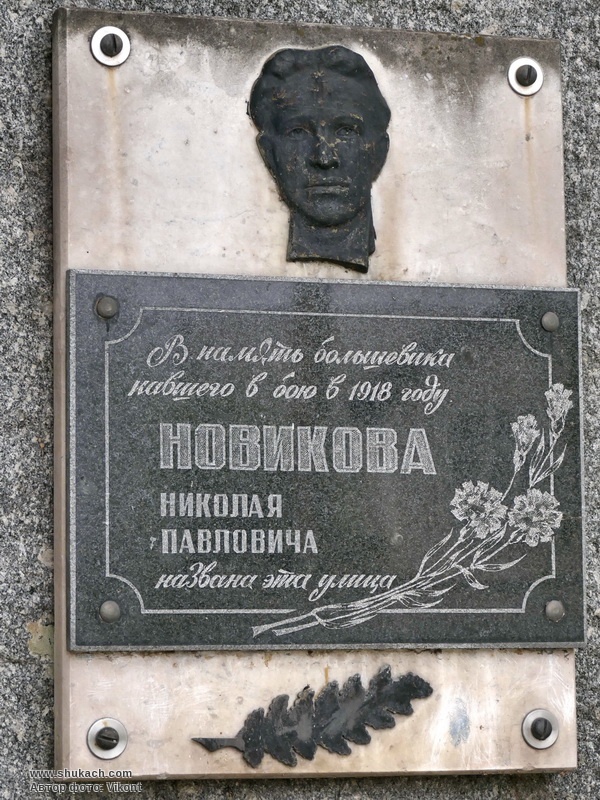 В память большевика
павшего в бою в 1918 году
НОВИКОВА
НИКОЛАЯ
ПАВЛОВИЧА
названа эта улица
www.shukach.com
Автор фото: Vikont